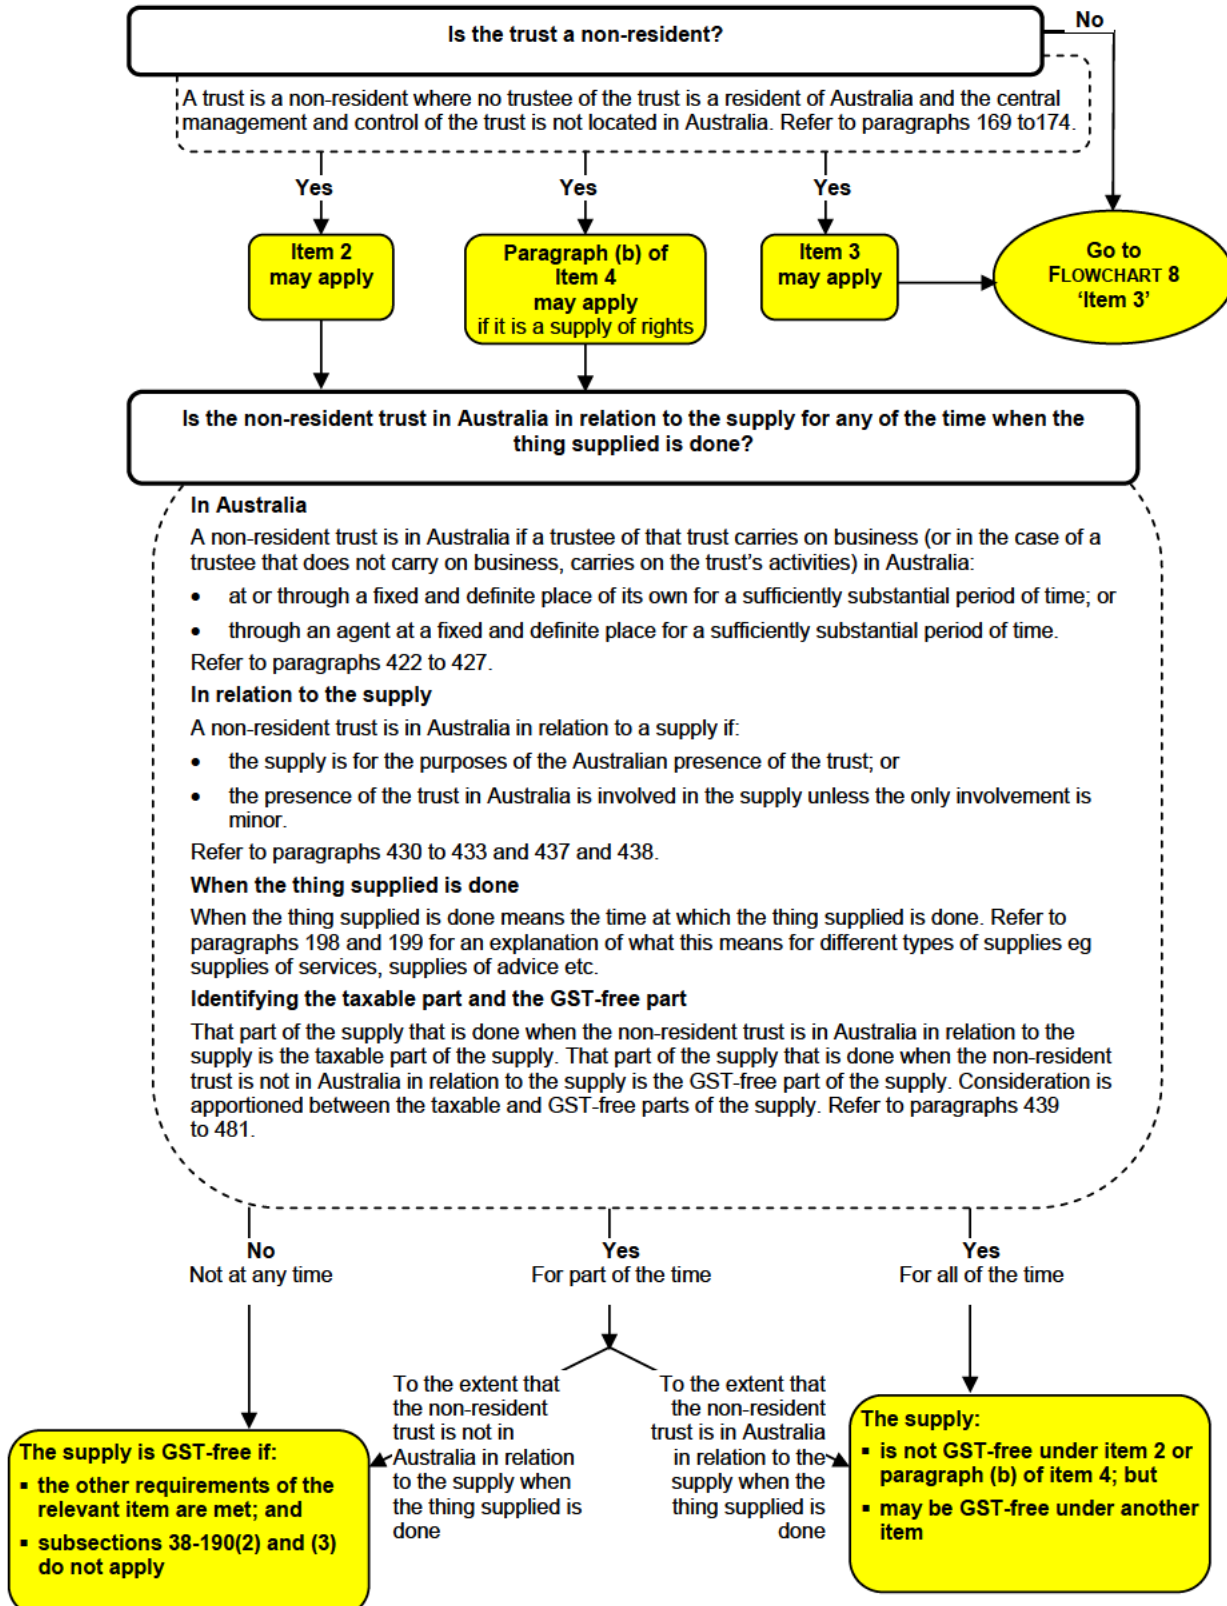 Is the trust a non-resident?
No
A trust is a non-resident where no trustee of the trust is a resident of Australia and the central
management and control of the trust is not located in Australia. Refer to paragraphs 169 to174.
Yes
Yes
Yes
Item 2
may apply
Paragraph (b) of
Item 4
may apply
if it is a supply of rights
Item 3
may apply
Go to
FLOWCHART 8
‘Item 3’
Is the non-resident trust in Australia in relation to the supply for any of the time when the
thing supplied is done?
In Australia
A non-resident trust is in Australia if a trustee of that trust carries on business (or in the case of a
trustee that does not carry on business, carries on the trust’s activities) in Australia:
• at or through a fixed and definite place of its own for a sufficiently substantial period of time; or
• through an agent at a fixed and definite place for a sufficiently substantial period of time.
Refer to paragraphs 422 to 427.
In relation to the supply
A non-resident trust is in Australia in relation to a supply if:
• the supply is for the purposes of the Australian presence of the trust; or
• the presence of the trust in Australia is involved in the supply unless the only involvement is
minor.
Refer to paragraphs 430 to 433 and 437 and 438.
When the thing supplied is done
When the thing supplied is done means the time at which the thing supplied is done. Refer to
paragraphs 198 and 199 for an explanation of what this means for different types of supplies eg
supplies of services, supplies of advice etc.
Identifying the taxable part and the GST-free part
That part of the supply that is done when the non-resident trust is in Australia in relation to the
supply is the taxable part of the supply. That part of the supply that is done when the non-resident
trust is not in Australia in relation to the supply is the GST-free part of the supply. Consideration is
apportioned between the taxable and GST-free parts of the supply. Refer to paragraphs 439
to 481.
No
Not at any time
Yes
For part of the time
Yes
For all of the time
To the extent that
the non-resident
trust is not in
Australia in relation
to the supply when
the thing supplied is
done
To the extent that
the non-resident
trust is in Australia
in relation to the
supply when the
thing supplied is
done
The supply is GST-free if:
▪ the other requirements of the
relevant item are met; and
▪ subsections 38-190(2) and (3)
do not apply
The supply:
▪ is not GST-free under item 2 or
paragraph (b) of item 4; but
▪ may be GST-free under another
item